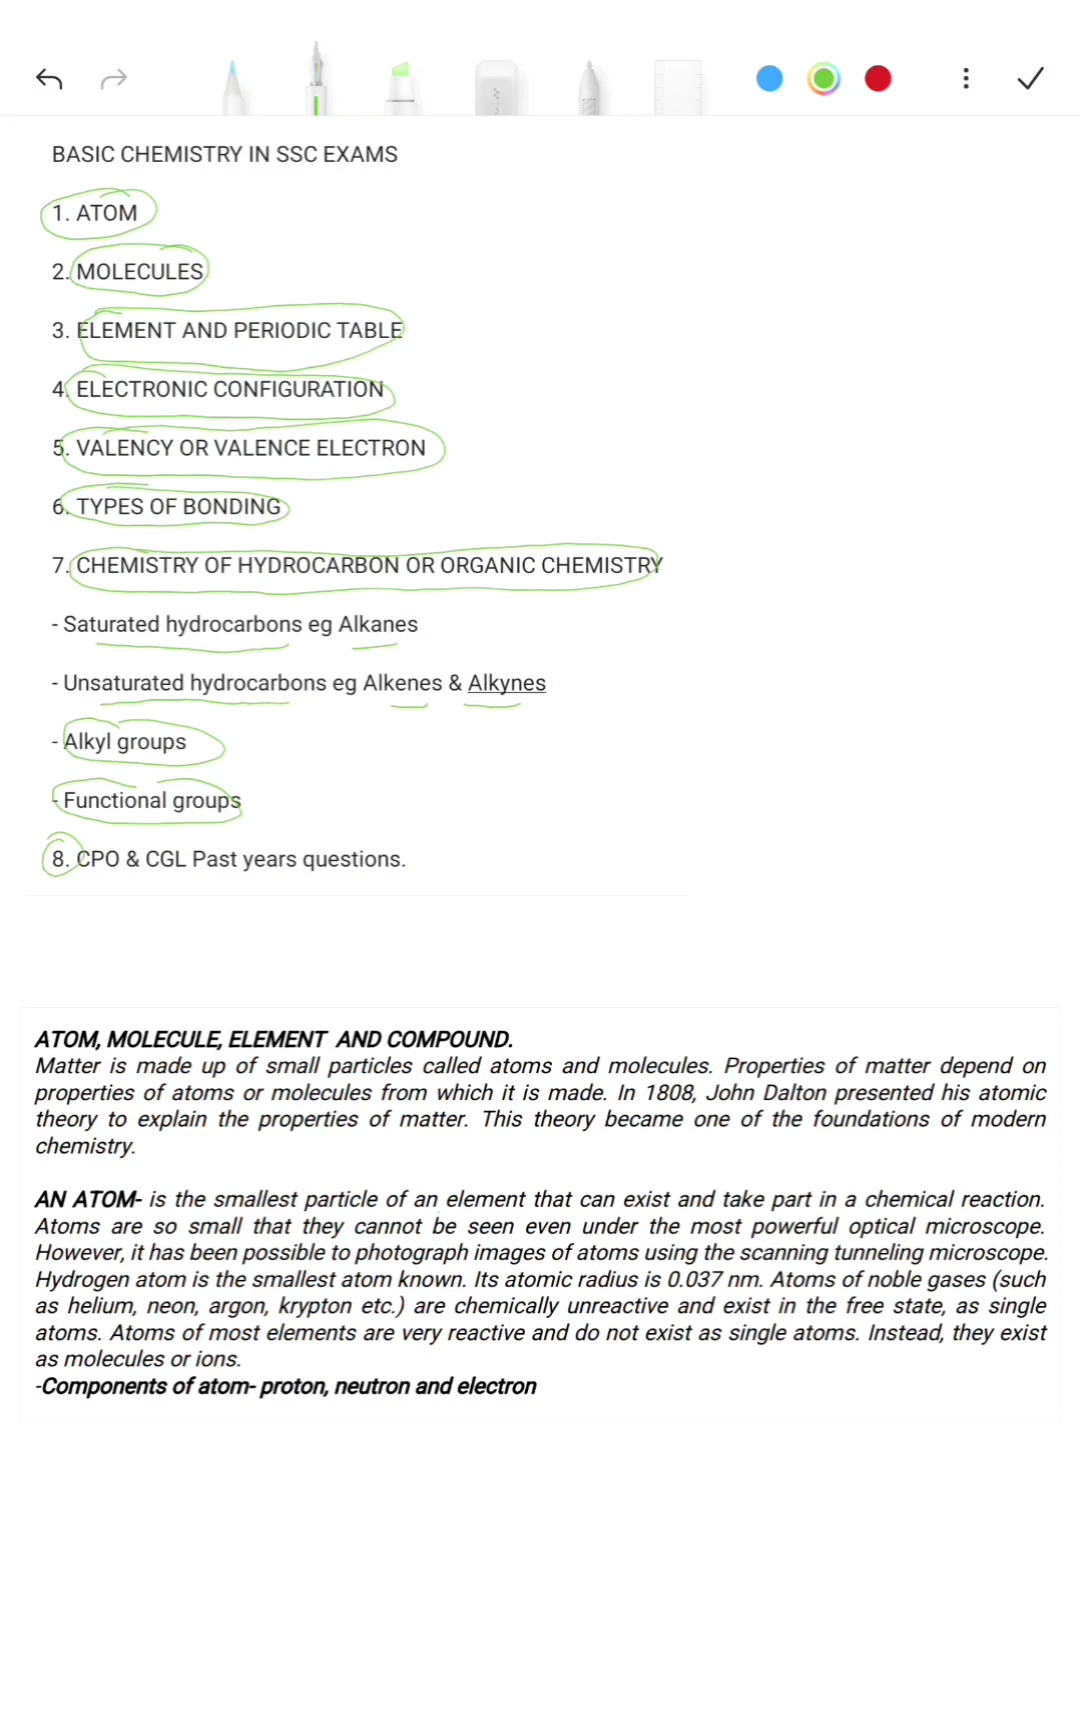 BASIC CHEMISTRY IN SSC EXAMS
1. ATOM
2. MOLECULES
3. ELEMENT AND PERIODIC TABLE
4. ELECTRONIC CONFIGURATION
5. VALENCY OR VALENCE ELECTRON
6. TYPES OF BONDING
7. CHEMISTRY OF HYDROCARBON OR ORGANIC CHEMISTRY
- Saturated hydrocarbons eg Alkanes
- Unsaturated hydrocarbons eg Alkenes & Alkynes
- Alkyl groups
- Functional groups
8. CPO & CGL Past years questions.
ATOM, MOLECULE, ELEMENT AND COMPOUND.
Matter is made up of small particles called atoms and molecules. Properties of matter depend on
properties of atoms or molecules from which it is made. In 1808, John Dalton presented his atomic
theory to explain the properties of matter. This theory became one of the foundations of modern
chemistry.
AN ATOM- is the smallest particle of an element that can exist and take part in a chemical reaction.
Atoms are so small that they cannot be seen even under the most powerful optical microscope.
However, it has been possible to photograph images of atoms using the scanning tunneling microscope.
Hydrogen atom is the smallest atom known. Its atomic radius is 0.037 nm. Atoms of noble gases (such
as helium, neon, argon, krypton etc.) are chemically unreactive and exist in the free state, as single
atoms. Atoms of most elements are very reactive and do not exist as single atoms. Instead, they exist
as molecules or ions.
-Components of atom- proton, neutron and electron